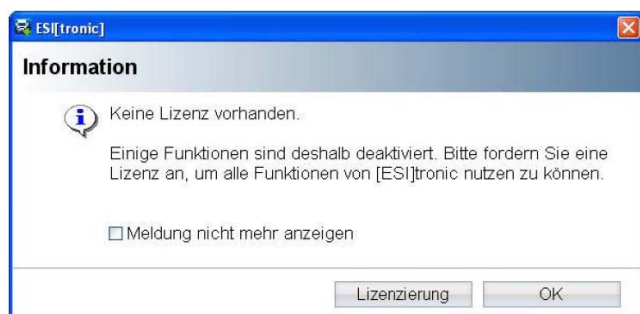 ESI[tronic]
Information
Keine Lizenz vorhanden.
Einige Funktionen sind deshalb deaktiviert. Bitte fordern Sie eine
Lizenz an, um alle Funktionen von [ESI]tronic nutzen zu können.
Meldung nicht mehr anzeigen
Lizenzierung OK